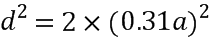 d² = 2 × (0.31a)²